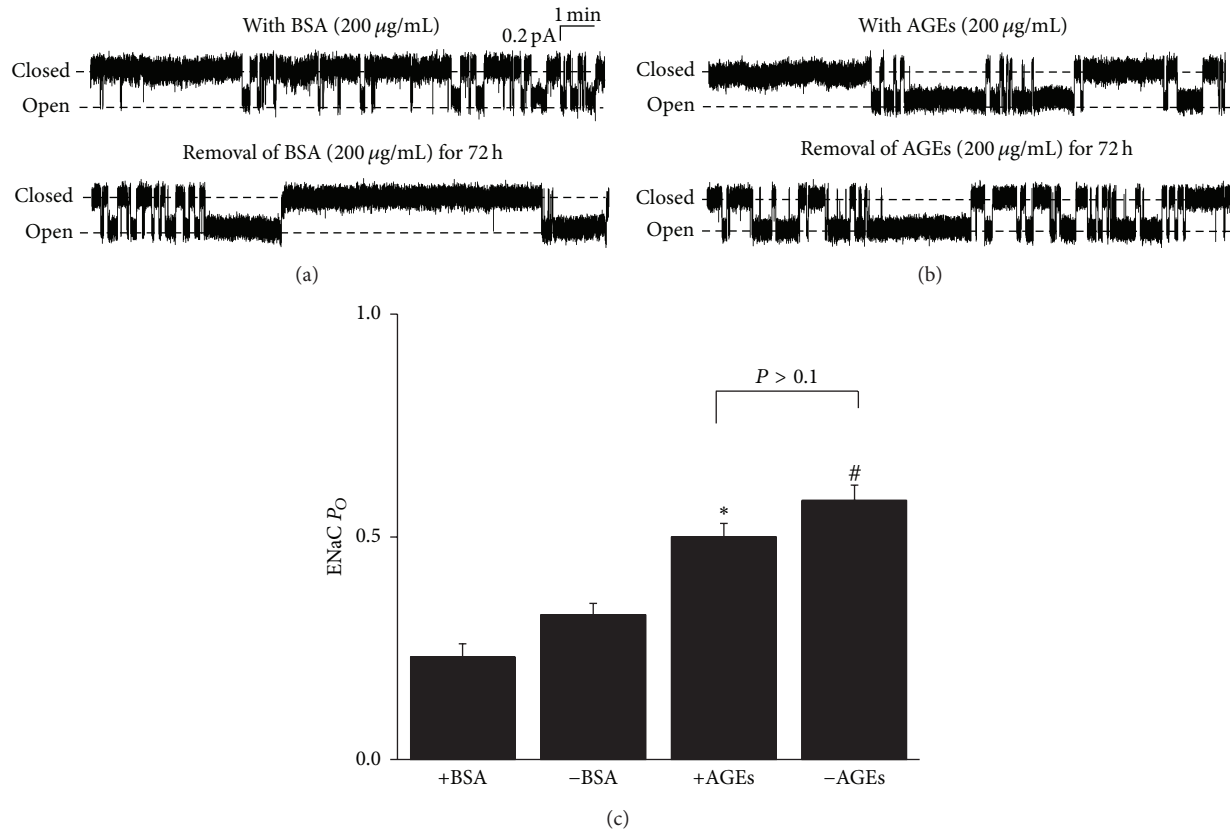 With BSA (200 μg/mL)
1 min
0.2 pA
Closed
Open
Removal of BSA (200 μg/mL) for 72 h
Closed
Open
(a)
With AGEs (200 μg/mL)
Closed
Open
Removal of AGEs (200 μg/mL) for 72 h
Closed
Open
(b)
1.0
P > 0.1
#
*
0.5
ENaC PO
0.0
+BSA
−BSA
+AGEs
−AGEs
(c)